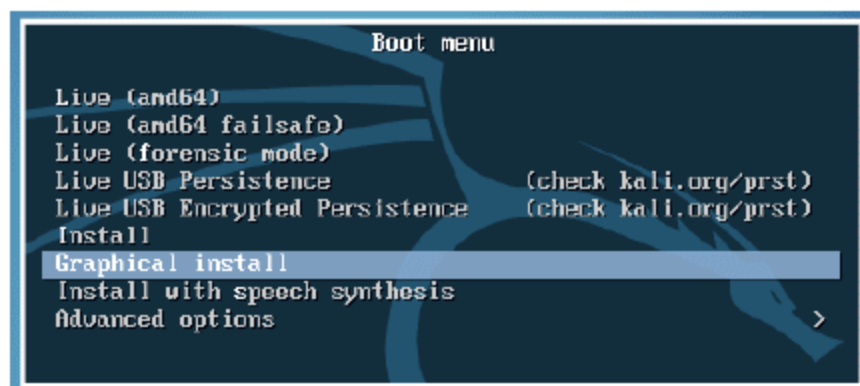 Boot menu
Live (amd64)
Live (amd64 failsafe)
Live (forensic mode)
Live USB Persistence (check kali.org/prst)
Live USB Encrypted Persistence (check kali.org/prst)
Install
Graphical install
Install with speech synthesis
Advanced options >